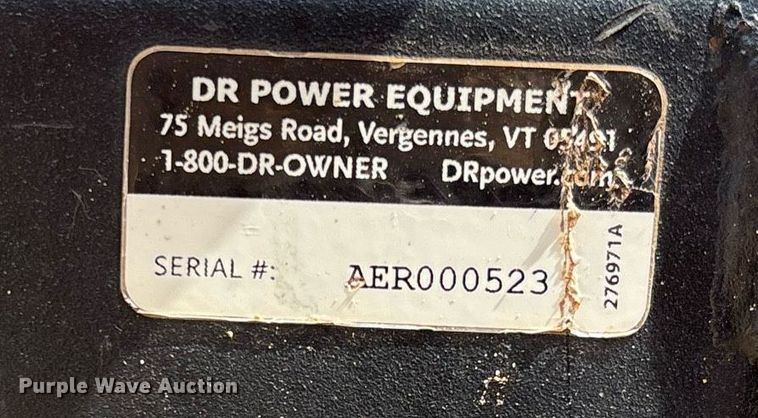 DR POWER EQUIPMENT
75 Meigs Road, Vergennes, VT 05491
1-800-DR-OWNER DRpower.com
SERIAL #: AER000523
276971A
Purple Wave Auction